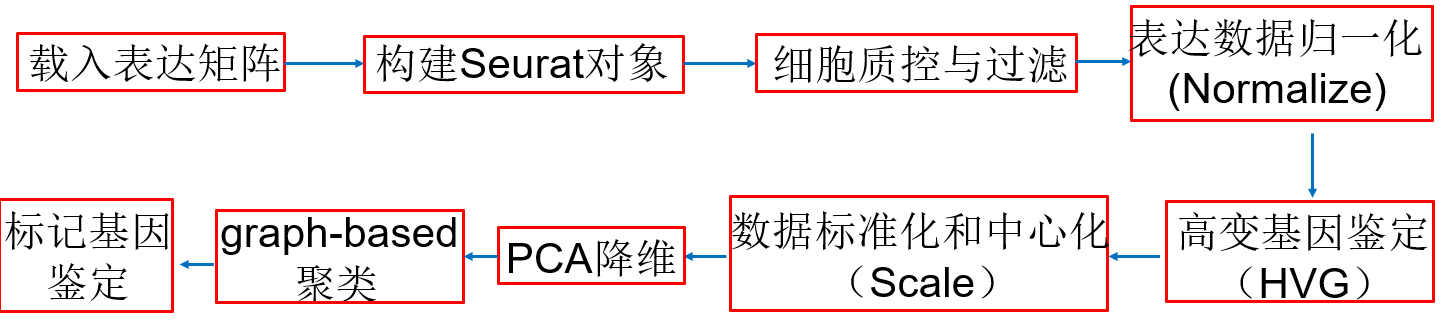 载入表达矩阵
构建Seurat对象
细胞质控与过滤
表达数据归一化
(Normalize)
高变基因鉴定
（HVG）
数据标准化和中心化
（Scale）
PCA降维
graph-based
聚类
标记基因
鉴定